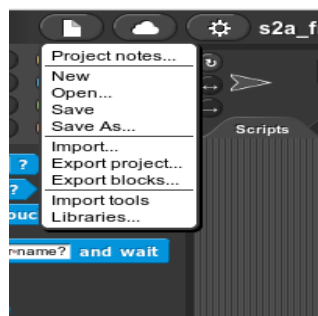 s2a_f
Project notes...
New
Open...
Save
Save As...
Import...
Export project...
Export blocks...
Import tools
Libraries...
Scripts
?
?
name? and wait